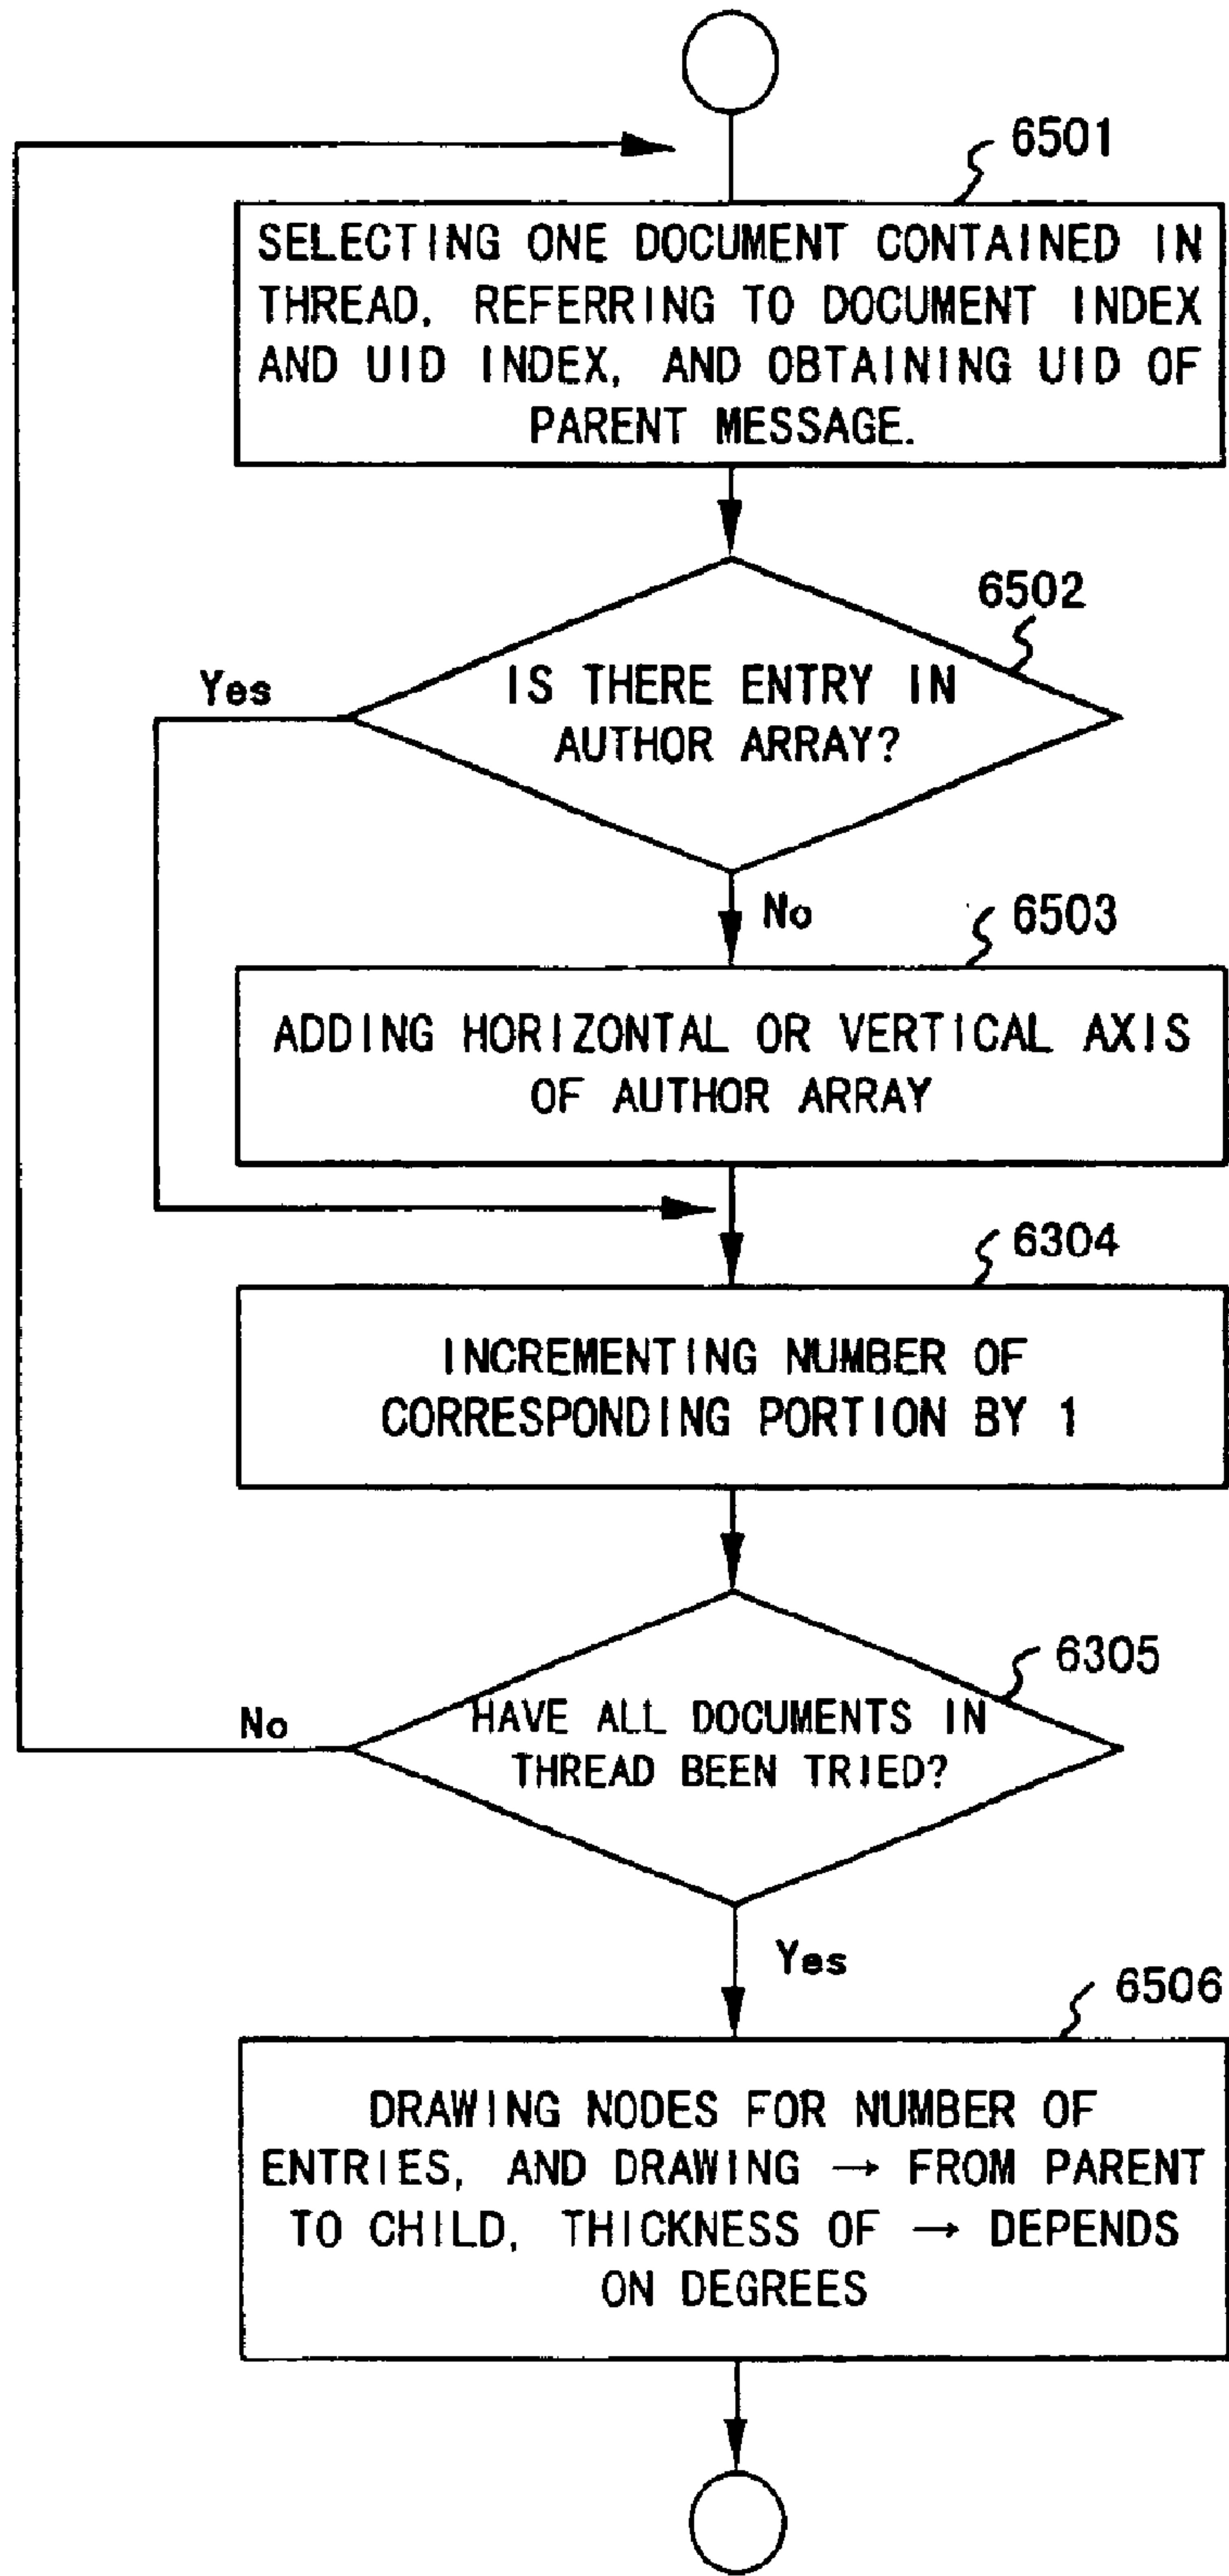 6501
SELECTING ONE DOCUMENT CONTAINED IN
THREAD, REFERRING TO DOCUMENT INDEX
AND UID INDEX, AND OBTAINING UID OF
PARENT MESSAGE.
6502
Yes
IS THERE ENTRY IN
AUTHOR ARRAY?
No
6503
ADDING HORIZONTAL OR VERTICAL AXIS
OF AUTHOR ARRAY
6304
INCREMENTING NUMBER OF
CORRESPONDING PORTION BY 1
6305
No
HAVE ALL DOCUMENTS IN
THREAD BEEN TRIED?
Yes
6506
DRAWING NODES FOR NUMBER OF
ENTRIES, AND DRAWING → FROM PARENT
TO CHILD, THICKNESS OF → DEPENDS
ON DEGREES